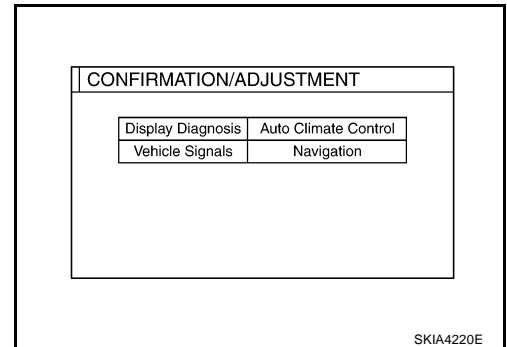 CONFIRMATION/ADJUSTMENT
Display Diagnosis Auto Climate Control
Vehicle Signals Navigation
SKIA4220E